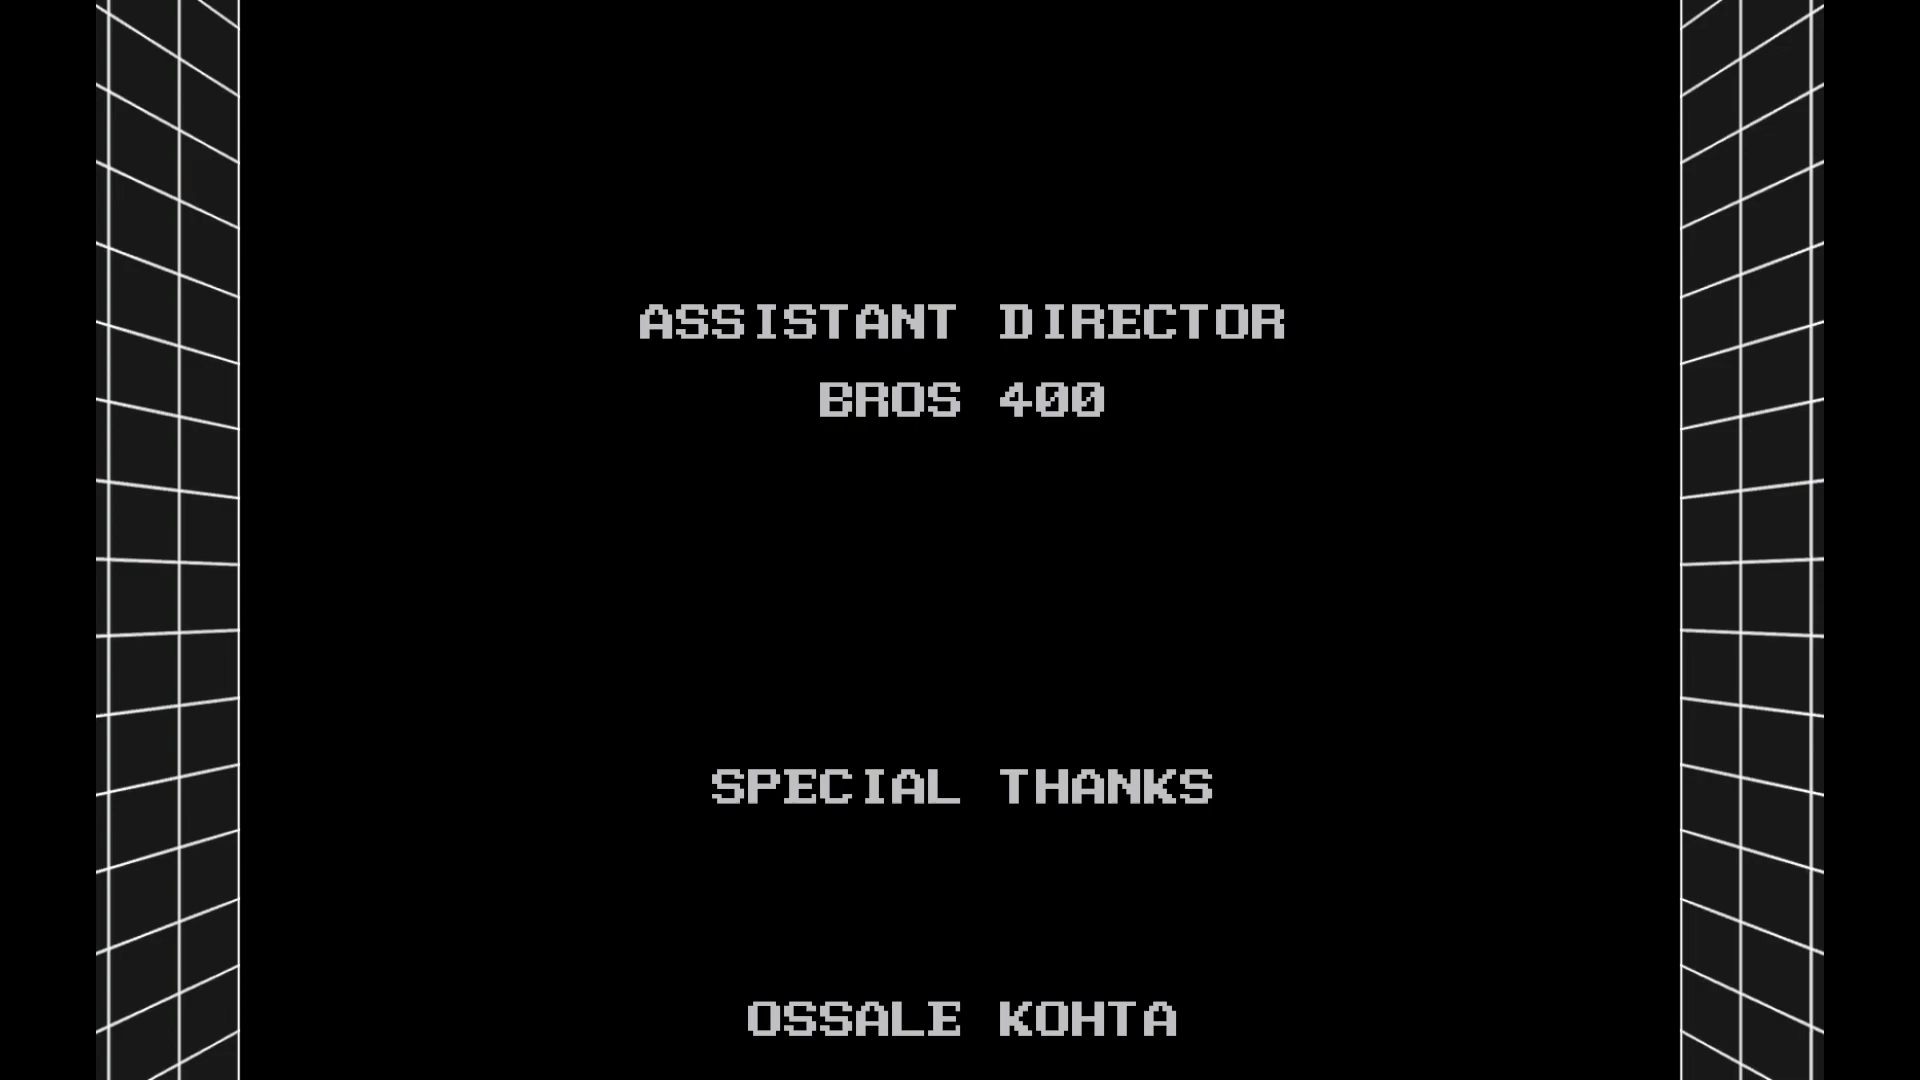 ASSISTANT DIRECTOR
BROS 400
SPECIAL THANKS
OSSALE KOHTA